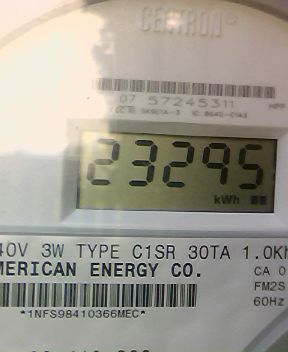 CENTRON
07 57245311
23295
kWh
40V 3W TYPE C1SR 30TA 1.0Kh
MERICAN ENERGY CO.
CA 0
FM2S
60Hz
*1NFS98410366MEC*